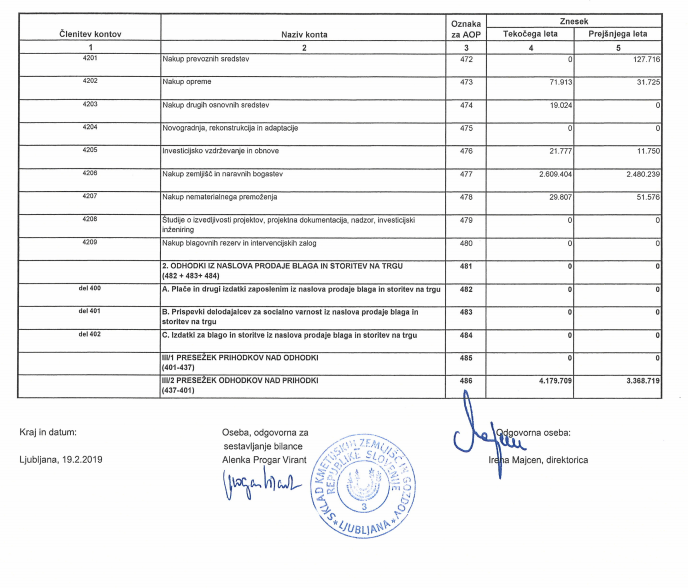 Členitev kontov Naziv konta Oznaka za AOP Znesek
Tekočega leta Prejšnjega leta
1 2 3 4 5
4201 Nakup prevoznih sredstev 472 0 127.716
4202 Nakup opreme 473 71.913 31.725
4203 Nakup drugih osnovnih sredstev 474 19.024 0
4204 Novogradnja, rekonstrukcija in adaptacije 475 0 0
4205 Investicijsko vzdrževanje in obnove 476 21.777 11.750
4206 Nakup zemljišč in naravnih bogastev 477 2.609.404 2.480.239
4207 Nakup nematerialnega premoženja 478 29.807 51.576
4208 Študije o izvedljivosti projektov, projektna dokumentacija, nadzor, investicijski 479 0 0
inženiring
4209 Nakup blagovnih rezerv in intervencijskih zalog 480 0 0
2. ODHODKI IZ NASLOVA PRODAJE BLAGA IN STORITEV NA TRGU 481 0 0
(482 + 483+ 484)
del 400 A. Plače in drugi izdatki zaposlenim iz naslova prodaje blaga in storitev na trgu 482 0 0
del 401 B. Prispevki delodajalcev za socialno varnost iz naslova prodaje blaga in 483 0 0
storitev na trgu
del 402 C. Izdatki za blago in storitve iz naslova prodaje blaga in storitev na trgu 484 0 0
III/1 PRESEŽEK PRIHODKOV NAD ODHODKI 485 0 0
(401-437)
III/2 PRESEŽEK ODHODKOV NAD PRIHODKI 486 4.179.709 3.368.719
(437-401)
Kraj in datum: Oseba, odgovorna za Odgovorna oseba:
sestavljanje bilance
Ljubljana, 19.2.2019 Alenka Progar Virant Irena Majcen, direktorica
Progar Virant
Majcen
SKLAD KMETIJSKIH ZEMLJIŠČ IN GOZDOV
REPUBLIKE SLOVENIJE
3
* LJUBLJANA *